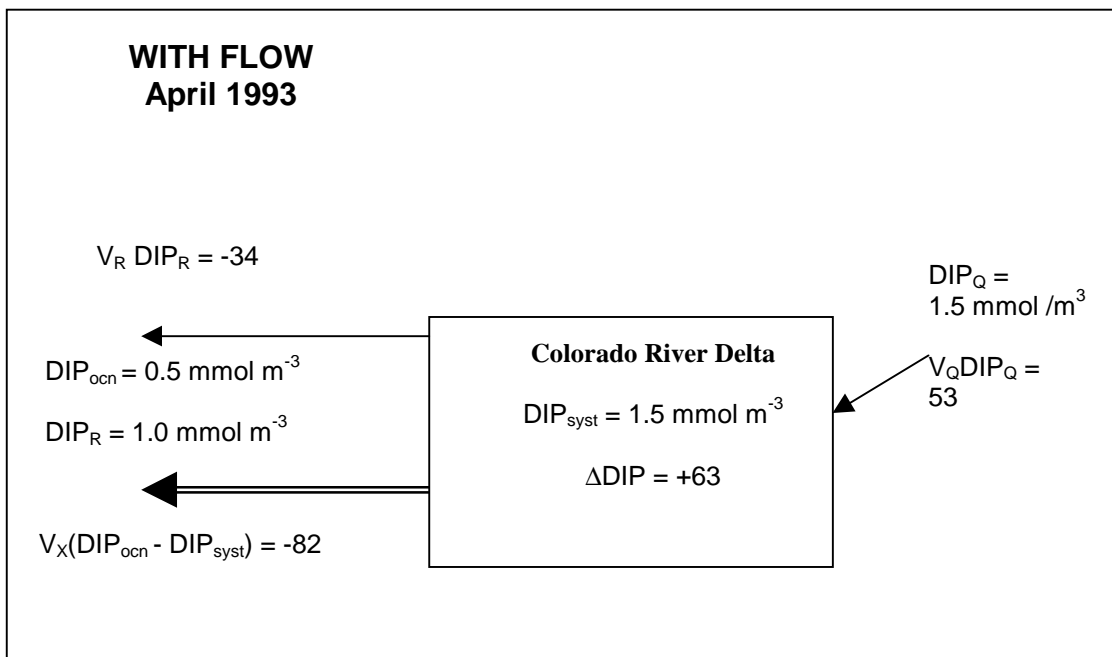 WITH FLOW
April 1993
V_R DIP_R = -34
DIP_ocn = 0.5 mmol m⁻³
DIP_R = 1.0 mmol m⁻³
V_X(DIP_ocn - DIP_syst) = -82
Colorado River Delta
DIP_syst = 1.5 mmol m⁻³
ΔDIP = +63
DIP_Q =
1.5 mmol /m³
V_QDIP_Q =
53